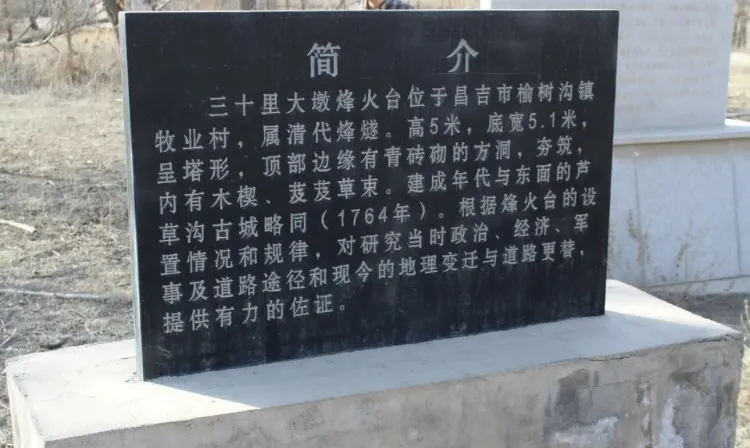 简 介
三十里大墩烽火台位于昌吉市榆树沟镇
牧业村，属清代烽燧。高5米，底宽5.1米，
呈塔形，顶部边缘有青砖砌的方洞，夯筑，
内有木楔、芨芨草束。建成年代与东面的芦
草沟古城略同（1764年）。根据烽火台的设
置情况和规律，对研究当时政治、经济、军
事及道路途径和现今的地理变迁与道路更替，
提供有力的佐证。